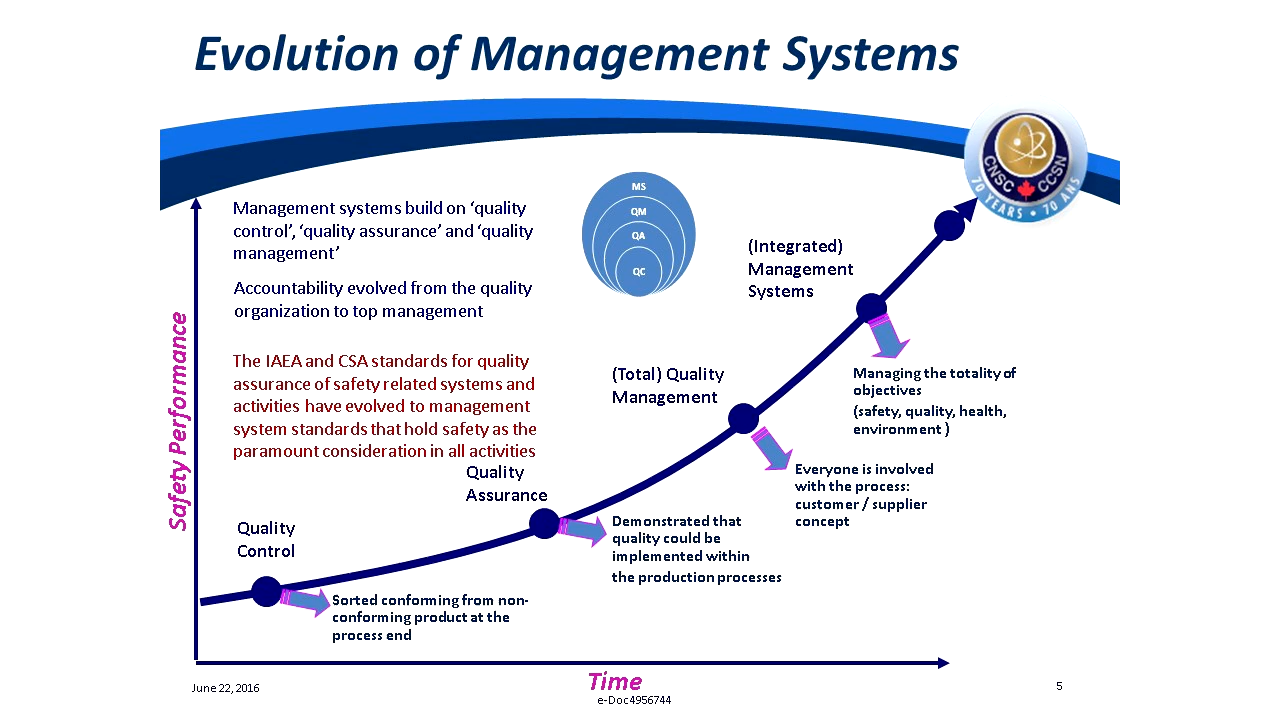 Evolution of Management Systems
CNSC CCSN
70 YEARS • 70 ANS
Management systems build on ‘quality
control’, ‘quality assurance’ and ‘quality
management’
Accountability evolved from the quality
organization to top management
The IAEA and CSA standards for quality
assurance of safety related systems and
activities have evolved to management
system standards that hold safety as the
paramount consideration in all activities
MS
QM
QA
QC
(Integrated)
Management
Systems
(Total) Quality
Management
Quality
Assurance
Quality
Control
Managing the totality of
objectives
(safety, quality, health,
environment )
Everyone is involved
with the process:
customer / supplier
concept
Demonstrated that
quality could be
implemented within
the production processes
Sorted conforming from non-
conforming product at the
process end
Safety Performance
Time
June 22, 2016
e-Doc4956744
5